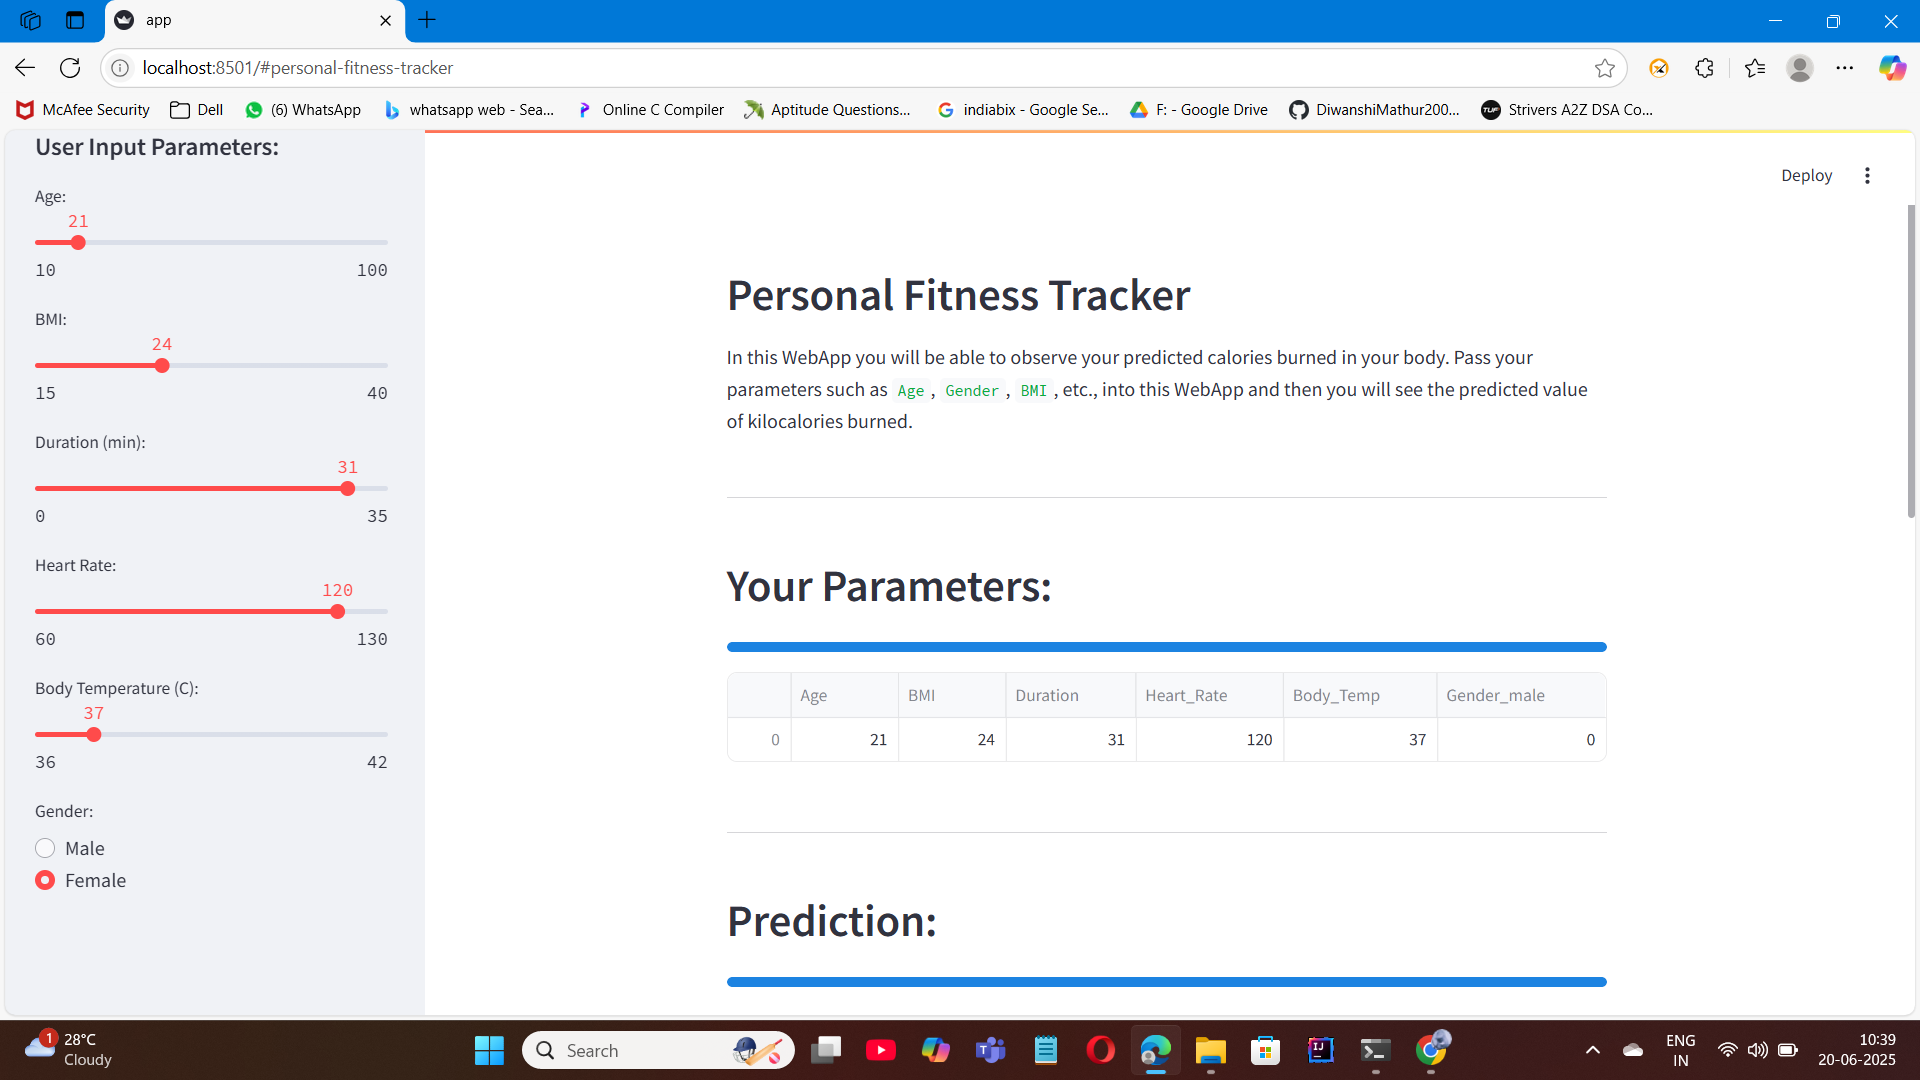 app
localhost:8501/#personal-fitness-tracker
McAfee Security
Dell
(6) WhatsApp
whatsapp web - Sea...
Online C Compiler
Aptitude Questions...
indiabix - Google Se...
F: - Google Drive
DiwanshiMathur200...
TUF
Strivers A2Z DSA Co...
User Input Parameters:
Age:
21
10 100
BMI:
24
15 40
Duration (min):
31
0 35
Heart Rate:
120
60 130
Body Temperature (C):
37
36 42
Gender:
Male
Female
Deploy
Personal Fitness Tracker
In this WebApp you will be able to observe your predicted calories burned in your body. Pass your
parameters such as Age, Gender, BMI, etc., into this WebApp and then you will see the predicted value
of kilocalories burned.
Your Parameters:
Age BMI Duration Heart_Rate Body_Temp Gender_male
0 21 24 31 120 37 0
Prediction:
1
28°C
Cloudy
Search
ENG
IN
10:39
20-06-2025